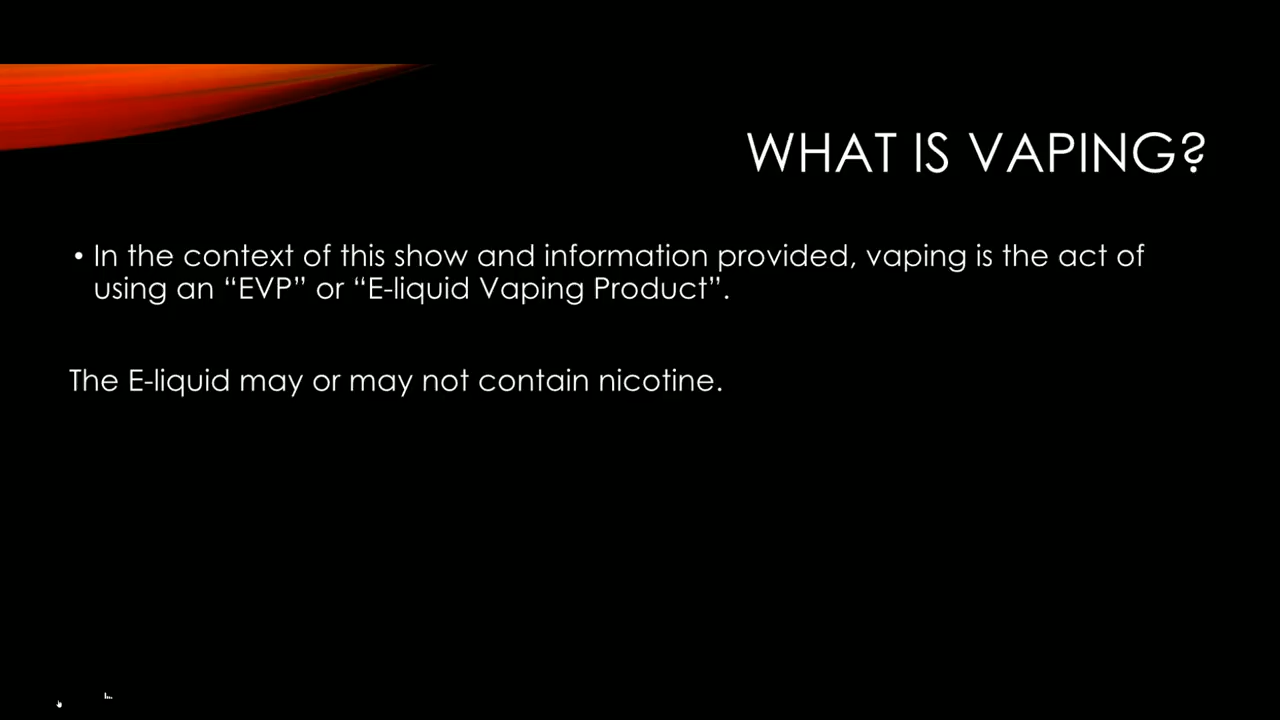 WHAT IS VAPING?
• In the context of this show and information provided, vaping is the act of
using an “EVP” or “E-liquid Vaping Product”.
The E-liquid may or may not contain nicotine.